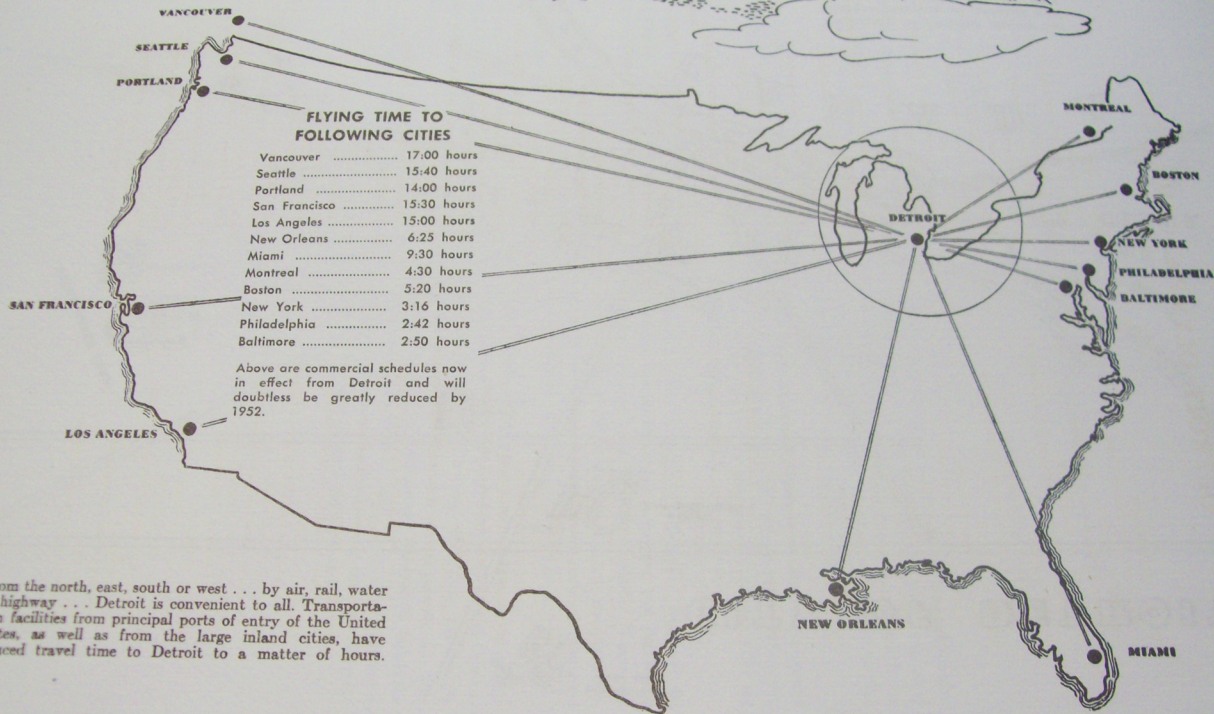 VANCOUVER
SEATTLE
PORTLAND
MONTREAL
BOSTON
DETROIT
NEW YORK
PHILADELPHIA
BALTIMORE
FLYING TIME TO
FOLLOWING CITIES
Vancouver .................. 17:00 hours
Seattle .......................... 15:40 hours
Portland ...................... 14:00 hours
San Francisco .............. 15:30 hours
Los Angeles .................. 15:00 hours
New Orleans ................ 6:25 hours
Miami ........................... 9:30 hours
Montreal ...................... 4:30 hours
Boston .......................... 5:20 hours
New York ..................... 3:16 hours
Philadelphia ................. 2:42 hours
Baltimore ....................... 2:50 hours
Above are commercial schedules now
in effect from Detroit and will
doubtless be greatly reduced by
1952.
SAN FRANCISCO
LOS ANGELES
NEW ORLEANS
MIAMI
om the north, east, south or west . . . by air, rail, water
highway . . . Detroit is convenient to all. Transporta-
facilities from principal ports of entry of the United
tes, as well as from the large inland cities, have
ced travel time to Detroit to a matter of hours.